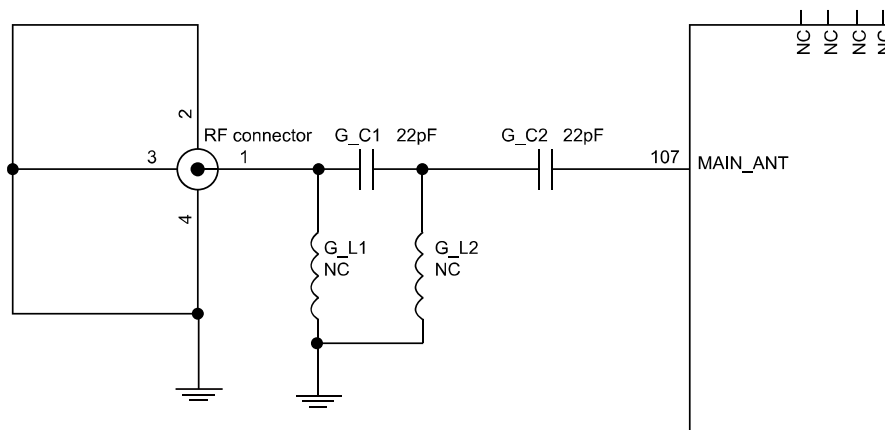 NC
NC
NC
NC
2
RF connector
G_C1 22pF
G_C2 22pF
3
1
107
MAIN_ANT
4
G_L1
NC
G_L2
NC